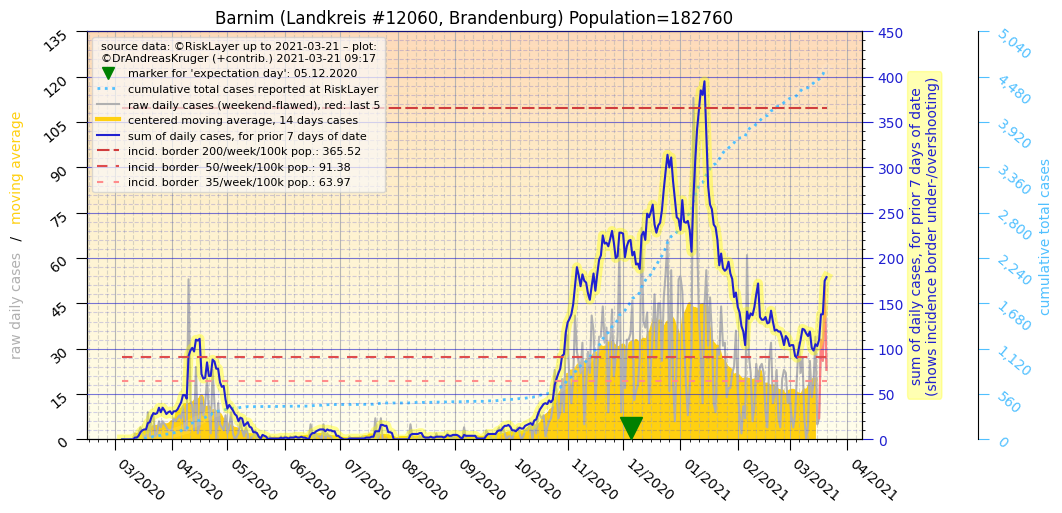 Barnim (Landkreis #12060, Brandenburg) Population=182760
source data: ©RiskLayer up to 2021-03-21 – plot:
©DrAndreasKruger (+contrib.) 2021-03-21 09:17
marker for 'expectation day': 05.12.2020
cumulative total cases reported at RiskLayer
raw daily cases (weekend-flawed), red: last 5
centered moving average, 14 days cases
sum of daily cases, for prior 7 days of date
incid. border 200/week/100k pop.: 365.52
incid. border  50/week/100k pop.: 91.38
incid. border  35/week/100k pop.: 63.97
raw daily cases / moving average
135
120
105
90
75
60
45
30
15
0
03/2020
04/2020
05/2020
06/2020
07/2020
08/2020
09/2020
10/2020
11/2020
12/2020
01/2021
02/2021
03/2021
04/2021
450
400
350
300
250
200
150
100
50
0
sum of daily cases, for prior 7 days of date
(shows incidence border under-/overshooting)
5,040
4,480
3,920
3,360
2,800
2,240
1,680
1,120
560
0
cumulative total cases